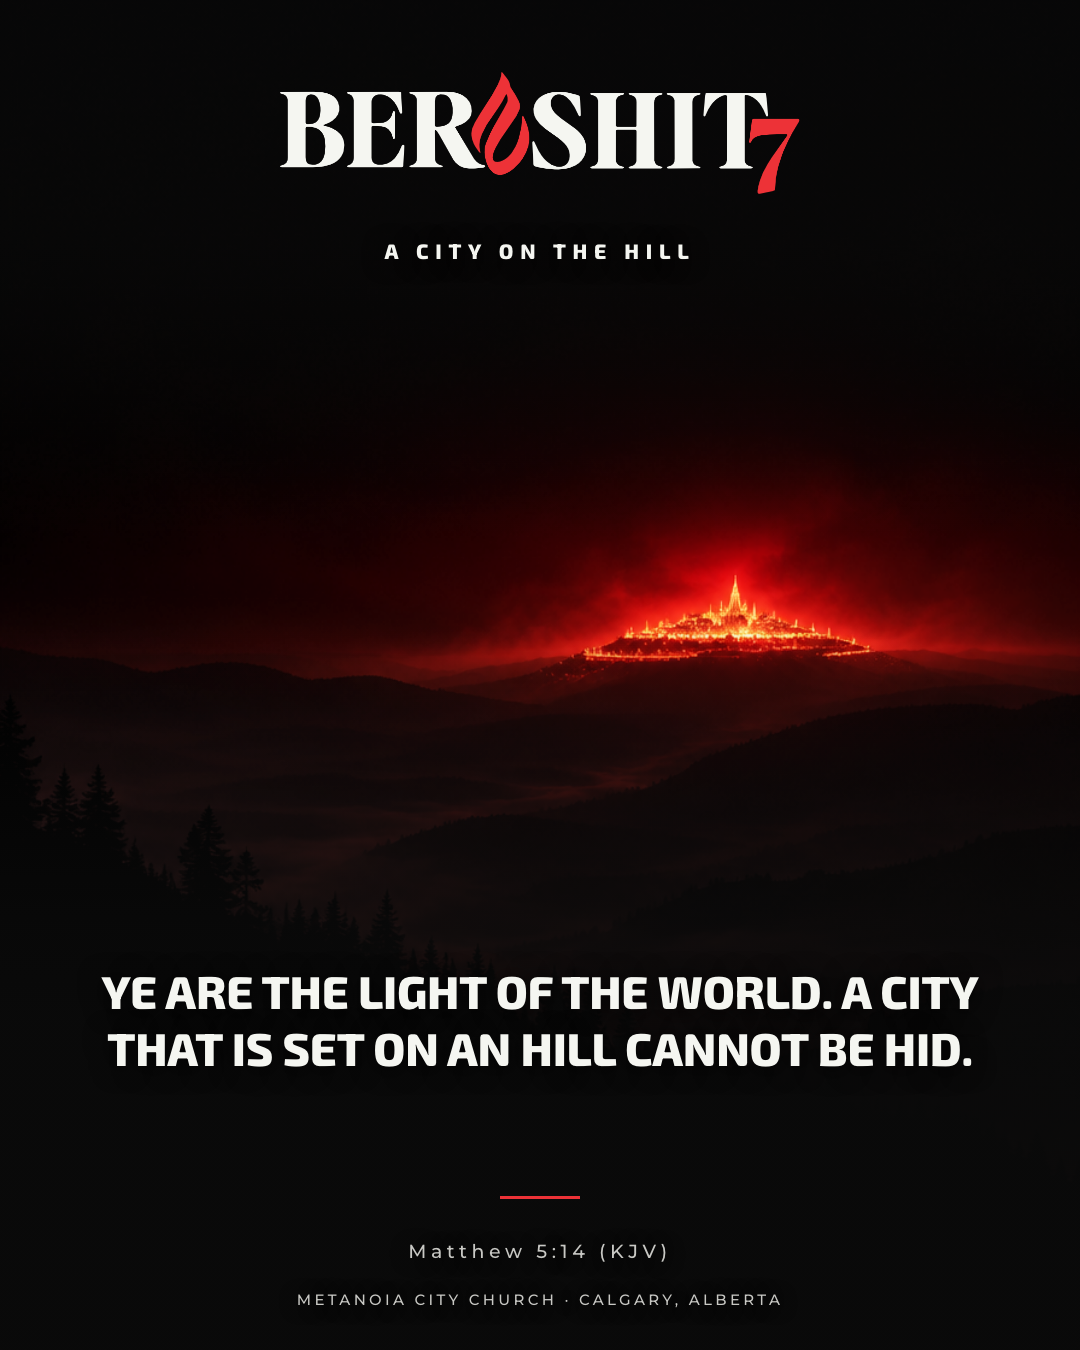 BERESHIT7
A CITY ON THE HILL
YE ARE THE LIGHT OF THE WORLD. A CITY
THAT IS SET ON AN HILL CANNOT BE HID.
Matthew 5:14 (KJV)
METANOIA CITY CHURCH · CALGARY, ALBERTA